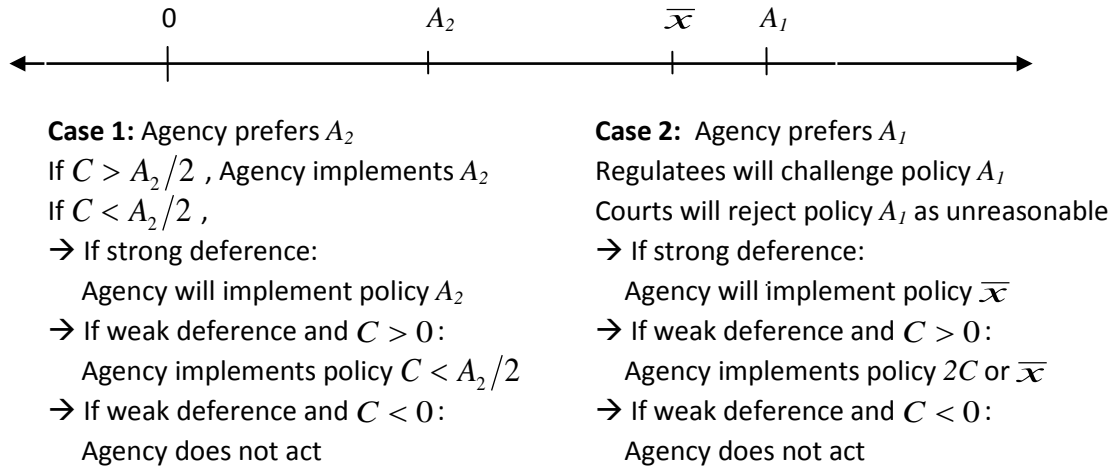 0 A₂ x̄ A₁
Case 1: Agency prefers A₂
If C > A₂/2 , Agency implements A₂
If C < A₂/2 ,
→ If strong deference:
Agency will implement policy A₂
→ If weak deference and C > 0:
Agency implements policy C < A₂/2
→ If weak deference and C < 0:
Agency does not act
Case 2: Agency prefers A₁
Regulatees will challenge policy A₁
Courts will reject policy A₁ as unreasonable
→ If strong deference:
Agency will implement policy x̄
→ If weak deference and C > 0:
Agency implements policy 2C or x̄
→ If weak deference and C < 0:
Agency does not act